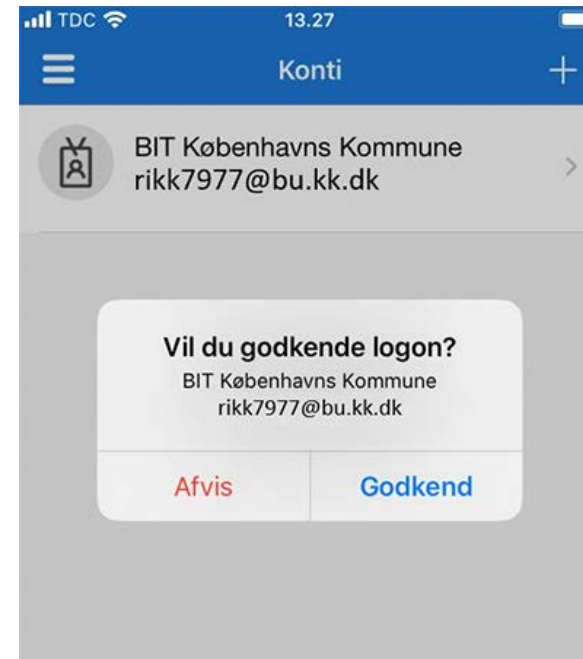 TDC 13.27
Konti
BIT Københavns Kommune
rikk7977@bu.kk.dk
Vil du godkende logon?
BIT Københavns Kommune
rikk7977@bu.kk.dk
Afvis Godkend